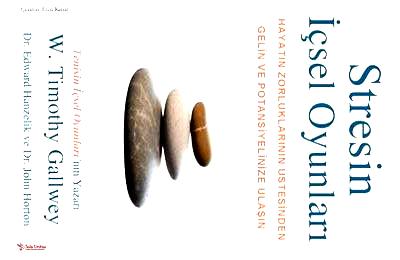 Stresin
İçsel Oyunları
HAYATIN ZORLUKLARININ ÜSTESİNDEN
GELİN VE POTANSİYELİNİZE ULAŞIN
Tenisin İçsel Oyunları'nın Yazarı
W. Timothy Gallwey
Dr. Edward Hanzelik ve Dr. John Horton